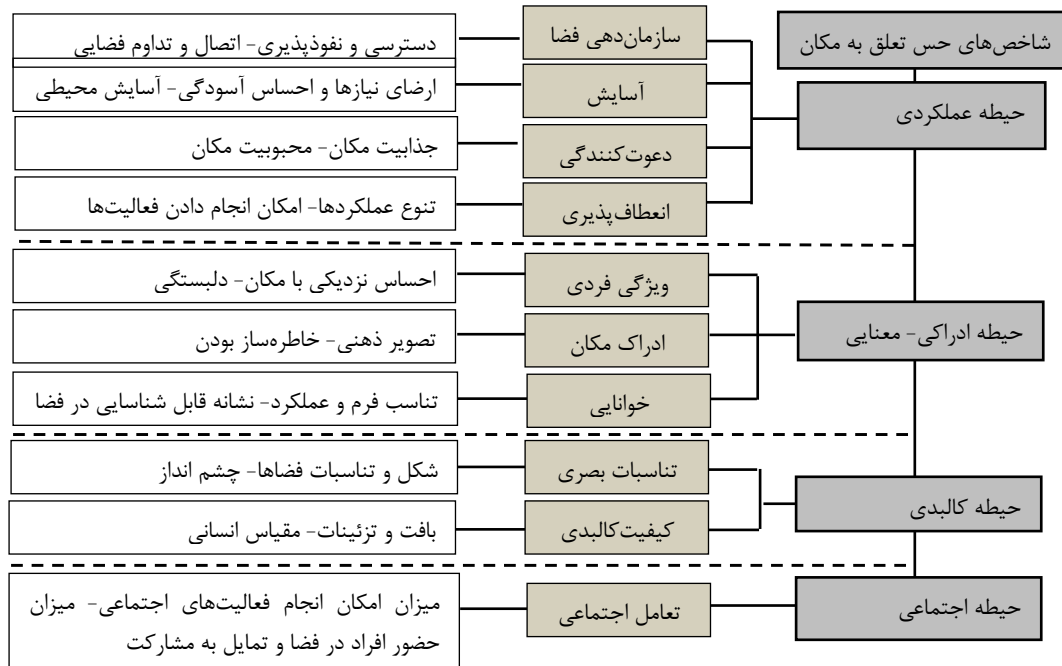 شاخص‌های حس تعلق به مکان
حیطه عملکردی
سازمان‌دهی فضا
دسترسی و نفوذپذیری- اتصال و تداوم فضایی
آسایش
ارضای نیازها و احساس آسودگی- آسایش محیطی
دعوت‌کنندگی
جذابیت مکان- محبوبیت مکان
انعطاف‌پذیری
تنوع عملکردها- امکان انجام دادن فعالیت‌ها
حیطه ادراکی- معنایی
ویژگی فردی
احساس نزدیکی با مکان- دلبستگی
ادراک مکان
تصویر ذهنی- خاطره‌ساز بودن
خوانایی
تناسب فرم و عملکرد- نشانه قابل شناسایی در فضا
حیطه کالبدی
تناسبات بصری
شکل و تناسبات فضاها- چشم انداز
کیفیت‌کالبدی
بافت و تزئینات- مقیاس انسانی
حیطه اجتماعی
تعامل اجتماعی
میزان امکان انجام فعالیت‌های اجتماعی- میزان
حضور افراد در فضا و تمایل به مشارکت